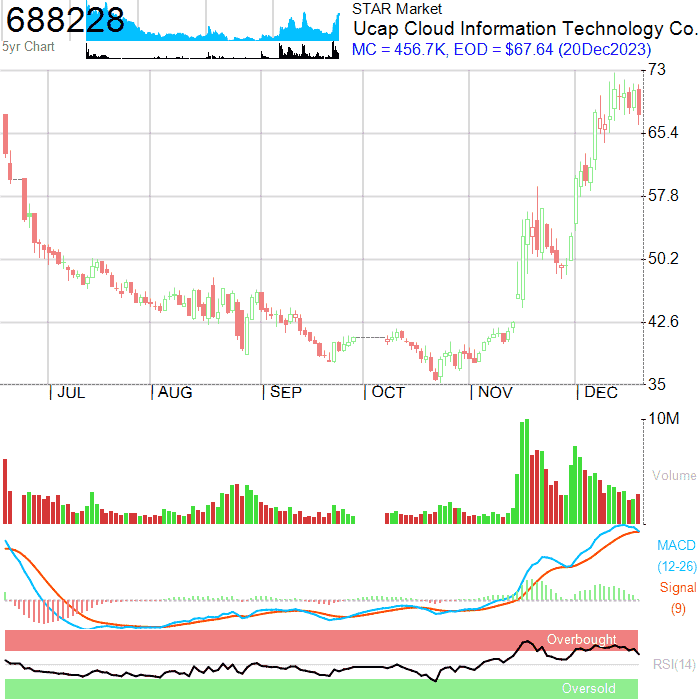 688228
5yr Chart
STAR Market
Ucap Cloud Information Technology Co.
MC = 456.7K, EOD = $67.64 (20Dec2023)
73
65.4
57.8
50.2
42.6
35
JUL
AUG
SEP
OCT
NOV
DEC
10M
Volume
MACD
(12-26)
Signal
(9)
Overbought
RSI(14)
Oversold